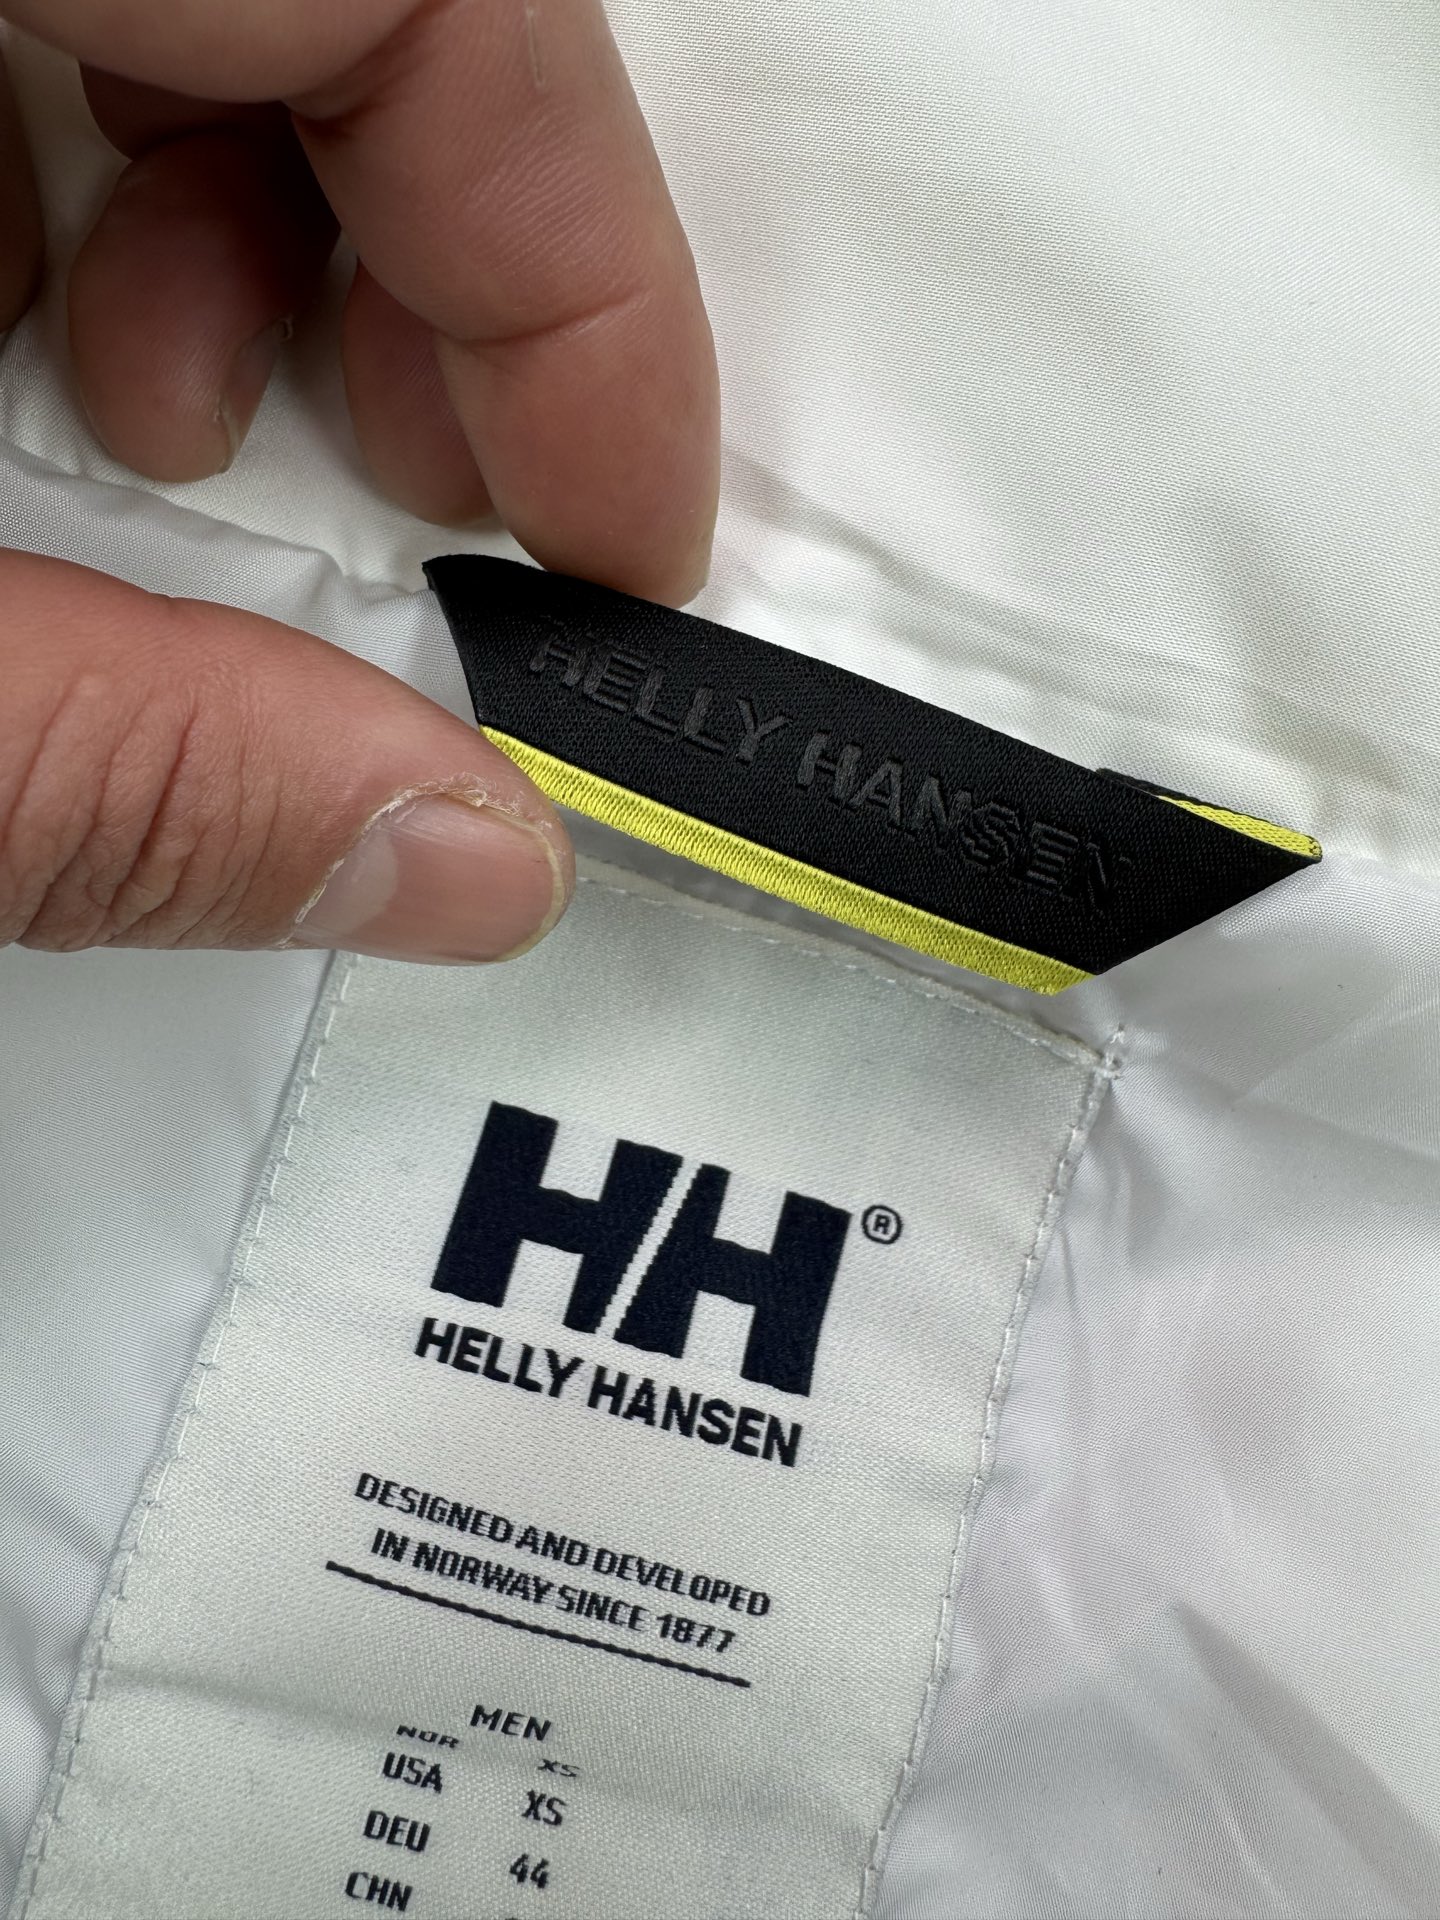 HELLY HANSEN
HH®
HELLY HANSEN
DESIGNED AND DEVELOPED
IN NORWAY SINCE 1877
MEN
NOR XS
USA XS
DEU 44
CHN